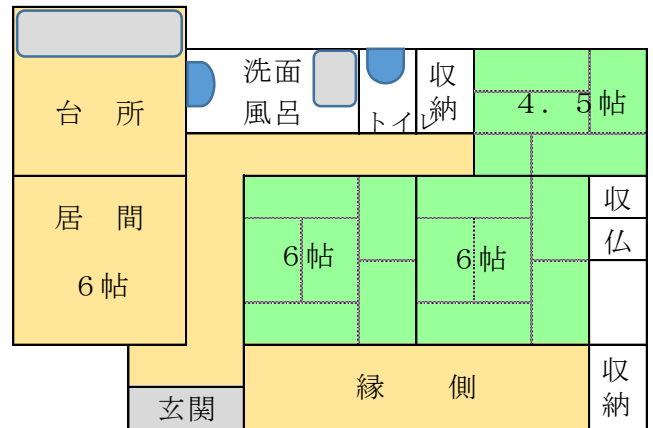 台　所
洗面
風呂
トイレ
収
納
４．５帖
居　間
６帖
６帖
６帖
収
仏
玄関
縁　　側
収
納